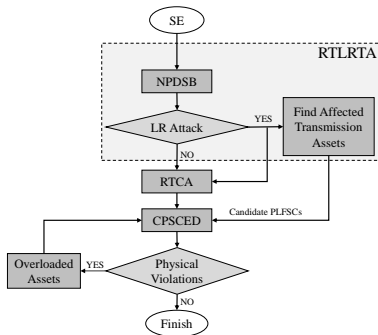 SE
RTLRTA
NPDSB
LR Attack
YES
Find Affected
Transmission
Assets
NO
RTCA
Candidate PLFSCs
CPSCED
Overloaded
Assets
YES
Physical
Violations
NO
Finish